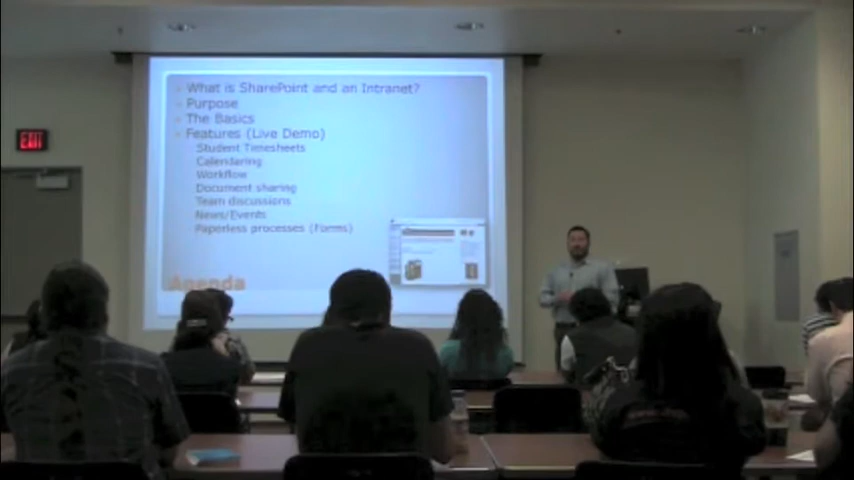 What is SharePoint and an Intranet?
Purpose
The Basics
Features (Live Demo)
Student Timesheets
Calendaring
Workflow
Document sharing
Team discussions
News/Events
Paperless processes (Forms)
Agenda
EXIT